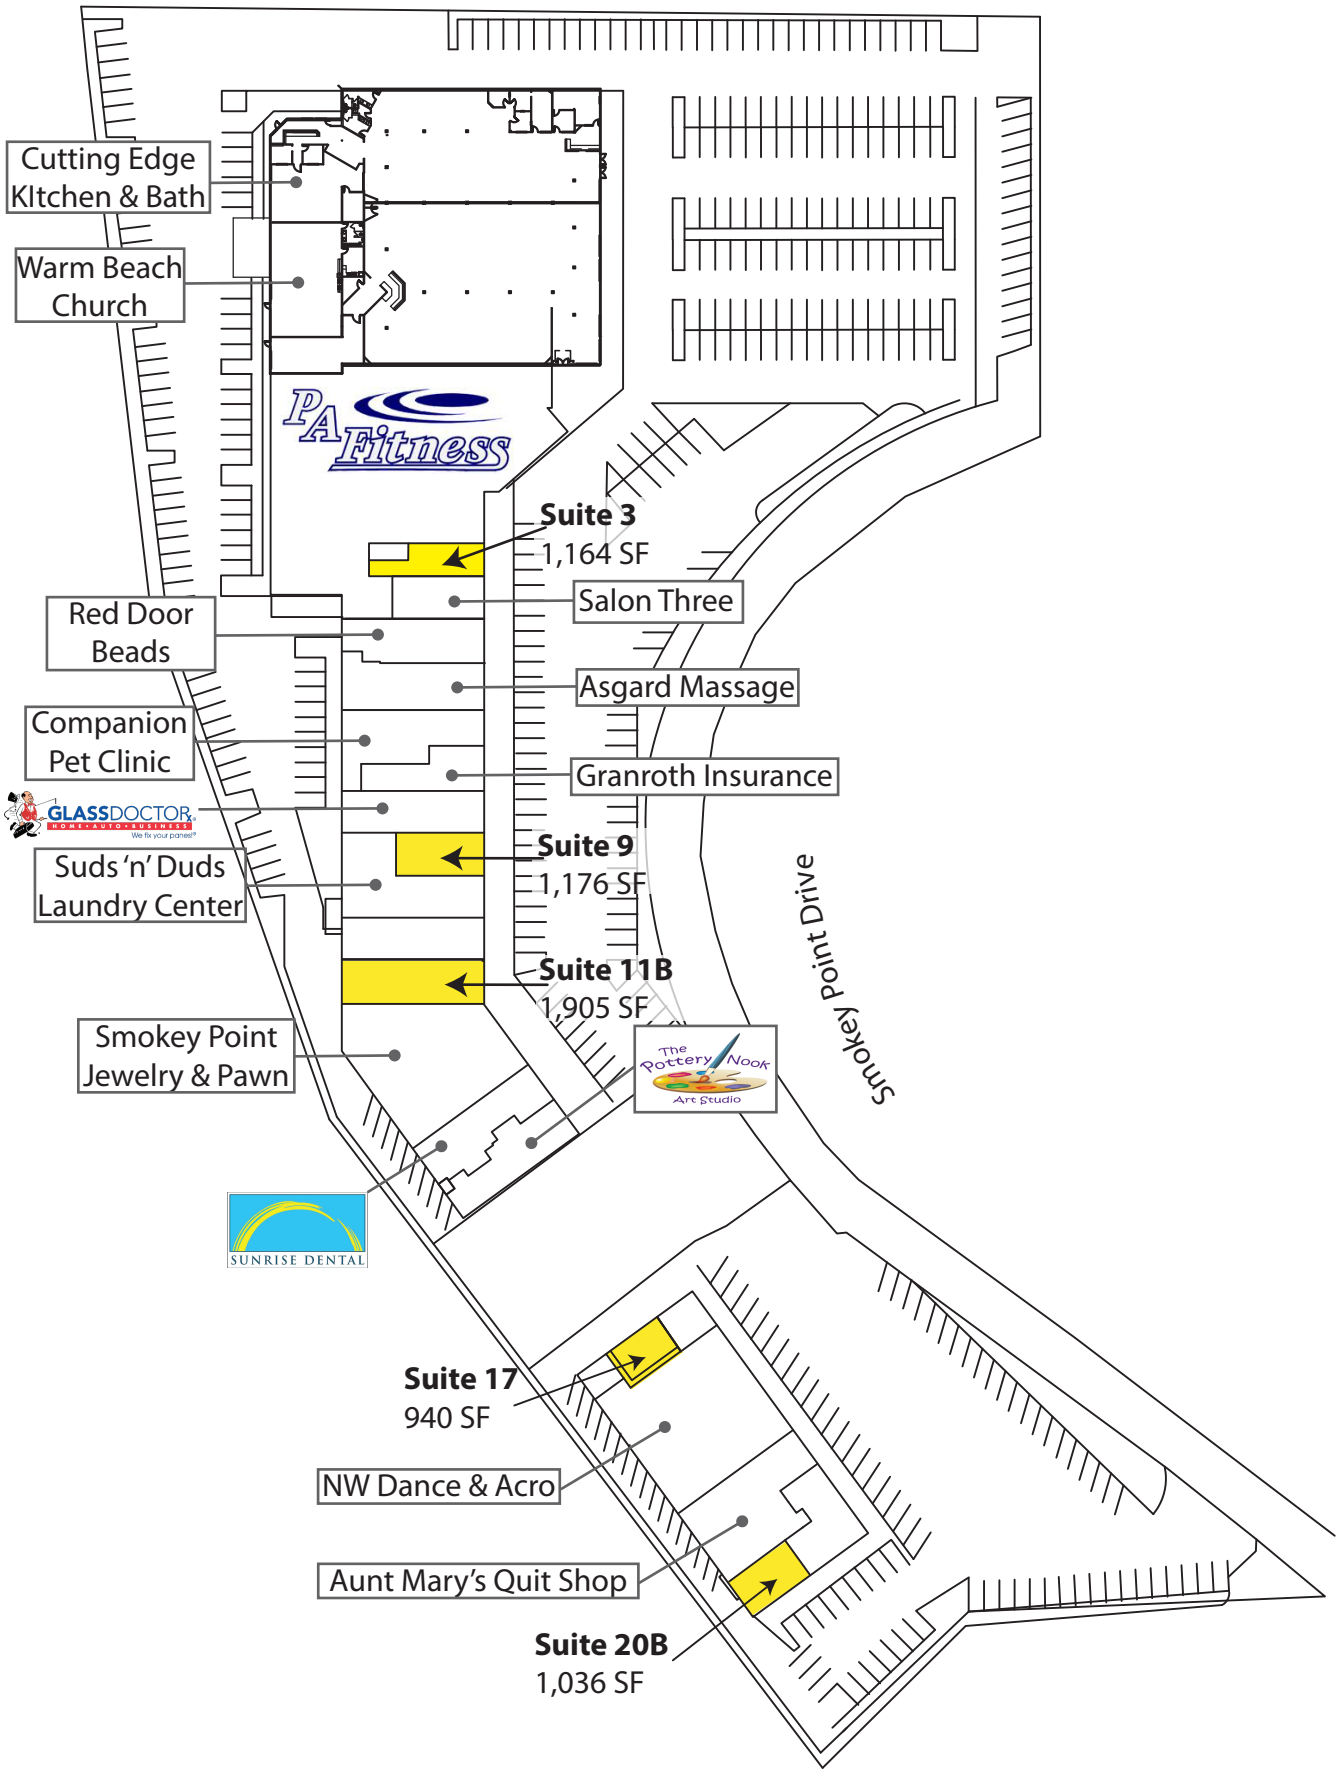 Cutting Edge
KItchen & Bath
Warm Beach
Church
PA Fitness
Suite 3
1,164 SF
Salon Three
Red Door
Beads
Asgard Massage
Companion
Pet Clinic
Granroth Insurance
GLASSDOCTORx®
HOME • AUTO • BUSINESS
We fix your panes!®
Suite 9
1,176 SF
Suds ‘n’ Duds
Laundry Center
Smokey Point Drive
Suite 11B
1,905 SF
Smokey Point
Jewelry & Pawn
The
Pottery Nook
Art Studio
SUNRISE DENTAL
Suite 17
940 SF
NW Dance & Acro
Aunt Mary’s Quit Shop
Suite 20B
1,036 SF